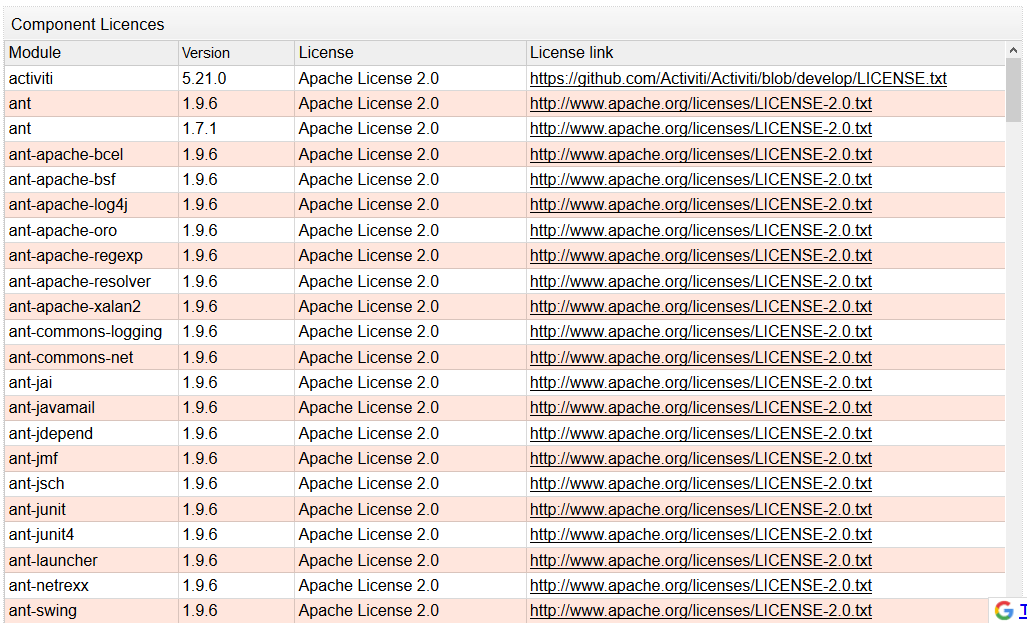 Component Licences
Module Version License License link
activiti 5.21.0 Apache License 2.0 https://github.com/Activiti/Activiti/blob/develop/LICENSE.txt
ant 1.9.6 Apache License 2.0 http://www.apache.org/licenses/LICENSE-2.0.txt
ant 1.7.1 Apache License 2.0 http://www.apache.org/licenses/LICENSE-2.0.txt
ant-apache-bcel 1.9.6 Apache License 2.0 http://www.apache.org/licenses/LICENSE-2.0.txt
ant-apache-bsf 1.9.6 Apache License 2.0 http://www.apache.org/licenses/LICENSE-2.0.txt
ant-apache-log4j 1.9.6 Apache License 2.0 http://www.apache.org/licenses/LICENSE-2.0.txt
ant-apache-oro 1.9.6 Apache License 2.0 http://www.apache.org/licenses/LICENSE-2.0.txt
ant-apache-regexp 1.9.6 Apache License 2.0 http://www.apache.org/licenses/LICENSE-2.0.txt
ant-apache-resolver 1.9.6 Apache License 2.0 http://www.apache.org/licenses/LICENSE-2.0.txt
ant-apache-xalan2 1.9.6 Apache License 2.0 http://www.apache.org/licenses/LICENSE-2.0.txt
ant-commons-logging 1.9.6 Apache License 2.0 http://www.apache.org/licenses/LICENSE-2.0.txt
ant-commons-net 1.9.6 Apache License 2.0 http://www.apache.org/licenses/LICENSE-2.0.txt
ant-jai 1.9.6 Apache License 2.0 http://www.apache.org/licenses/LICENSE-2.0.txt
ant-javamail 1.9.6 Apache License 2.0 http://www.apache.org/licenses/LICENSE-2.0.txt
ant-jdepend 1.9.6 Apache License 2.0 http://www.apache.org/licenses/LICENSE-2.0.txt
ant-jmf 1.9.6 Apache License 2.0 http://www.apache.org/licenses/LICENSE-2.0.txt
ant-jsch 1.9.6 Apache License 2.0 http://www.apache.org/licenses/LICENSE-2.0.txt
ant-junit 1.9.6 Apache License 2.0 http://www.apache.org/licenses/LICENSE-2.0.txt
ant-junit4 1.9.6 Apache License 2.0 http://www.apache.org/licenses/LICENSE-2.0.txt
ant-launcher 1.9.6 Apache License 2.0 http://www.apache.org/licenses/LICENSE-2.0.txt
ant-netrexx 1.9.6 Apache License 2.0 http://www.apache.org/licenses/LICENSE-2.0.txt
ant-swing 1.9.6 Apache License 2.0 http://www.apache.org/licenses/LICENSE-2.0.txt